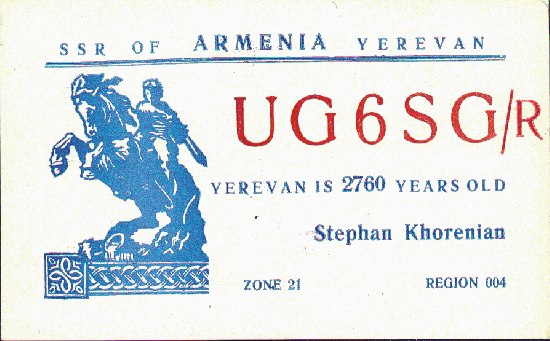 SSR OF ARMENIA YEREVAN
UG6SG/R
YEREVAN IS 2760 YEARS OLD
Stephan Khorenian
ZONE 21 REGION 004